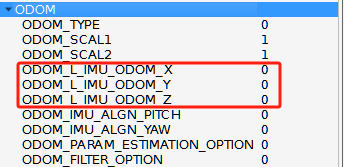 ODOM
ODOM_TYPE 0
ODOM_SCAL1 1
ODOM_SCAL2 1
ODOM_L_IMU_ODOM_X 0
ODOM_L_IMU_ODOM_Y 0
ODOM_L_IMU_ODOM_Z 0
ODOM_IMU_ALGN_PITCH 0
ODOM_IMU_ALGN_YAW 0
ODOM_PARAM_ESTIMATION_OPTION 0
ODOM_FILTER_OPTION 0